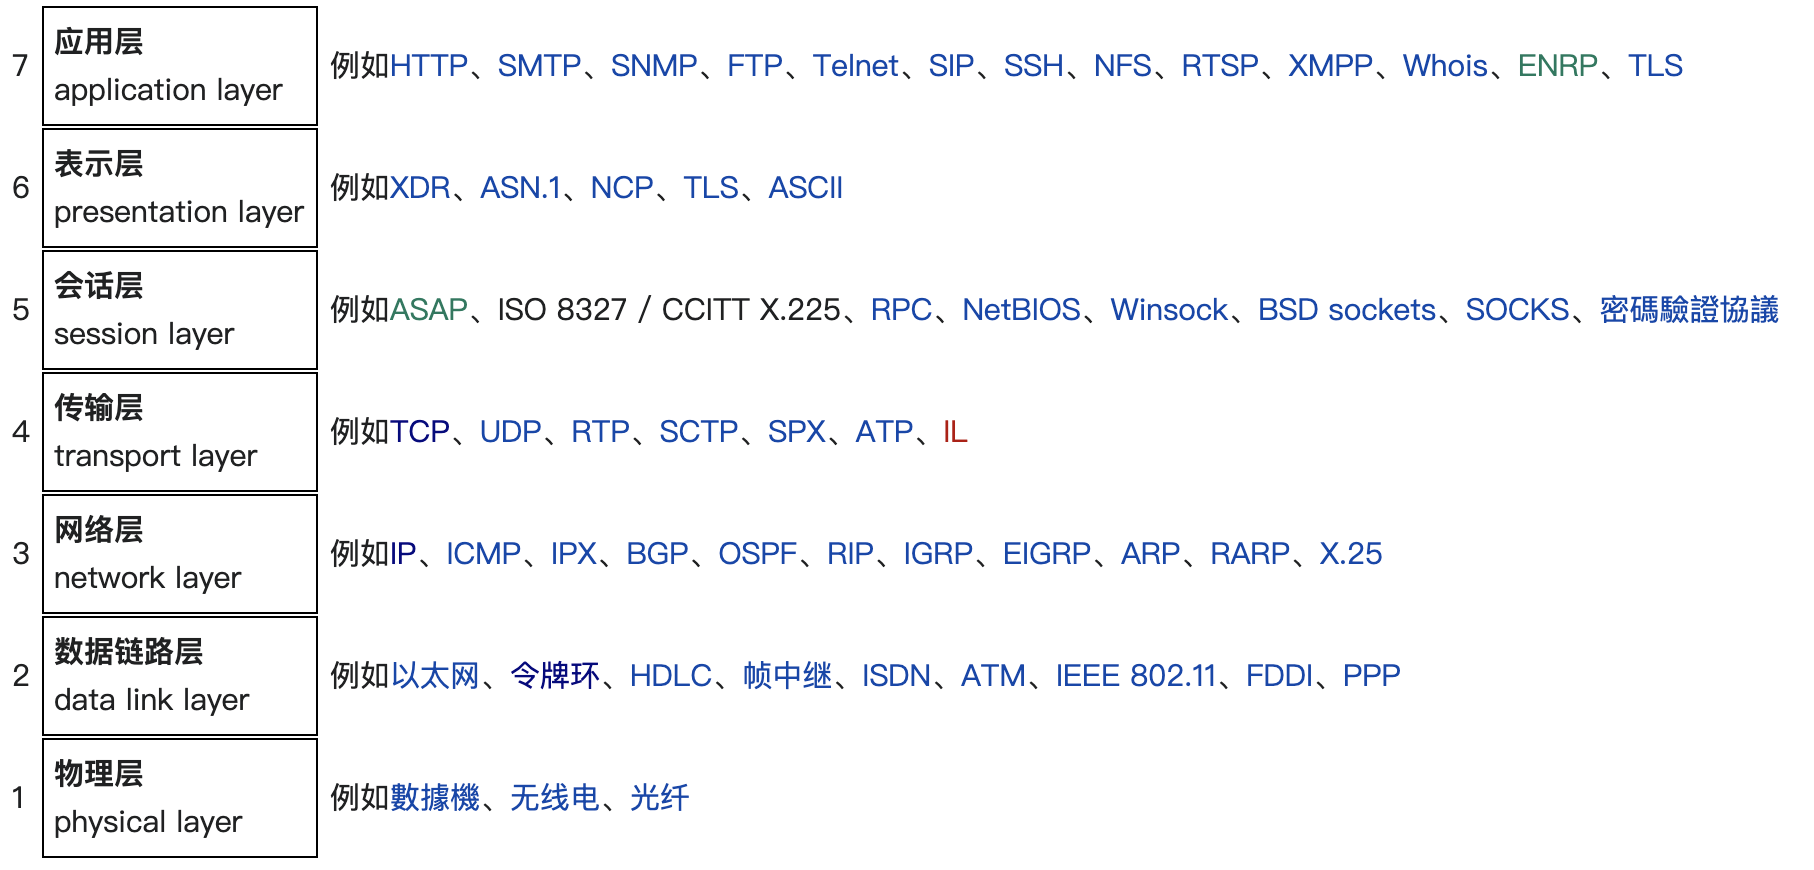 7
应用层
application layer
例如HTTP、SMTP、SNMP、FTP、Telnet、SIP、SSH、NFS、RTSP、XMPP、Whois、ENRP、TLS
6
表示层
presentation layer
例如XDR、ASN.1、NCP、TLS、ASCII
5
会话层
session layer
例如ASAP、ISO 8327 / CCITT X.225、RPC、NetBIOS、Winsock、BSD sockets、SOCKS、密碼驗證協議
4
传输层
transport layer
例如TCP、UDP、RTP、SCTP、SPX、ATP、IL
3
网络层
network layer
例如IP、ICMP、IPX、BGP、OSPF、RIP、IGRP、EIGRP、ARP、RARP、X.25
2
数据链路层
data link layer
例如以太网、令牌环、HDLC、帧中继、ISDN、ATM、IEEE 802.11、FDDI、PPP
1
物理层
physical layer
例如數據機、无线电、光纤